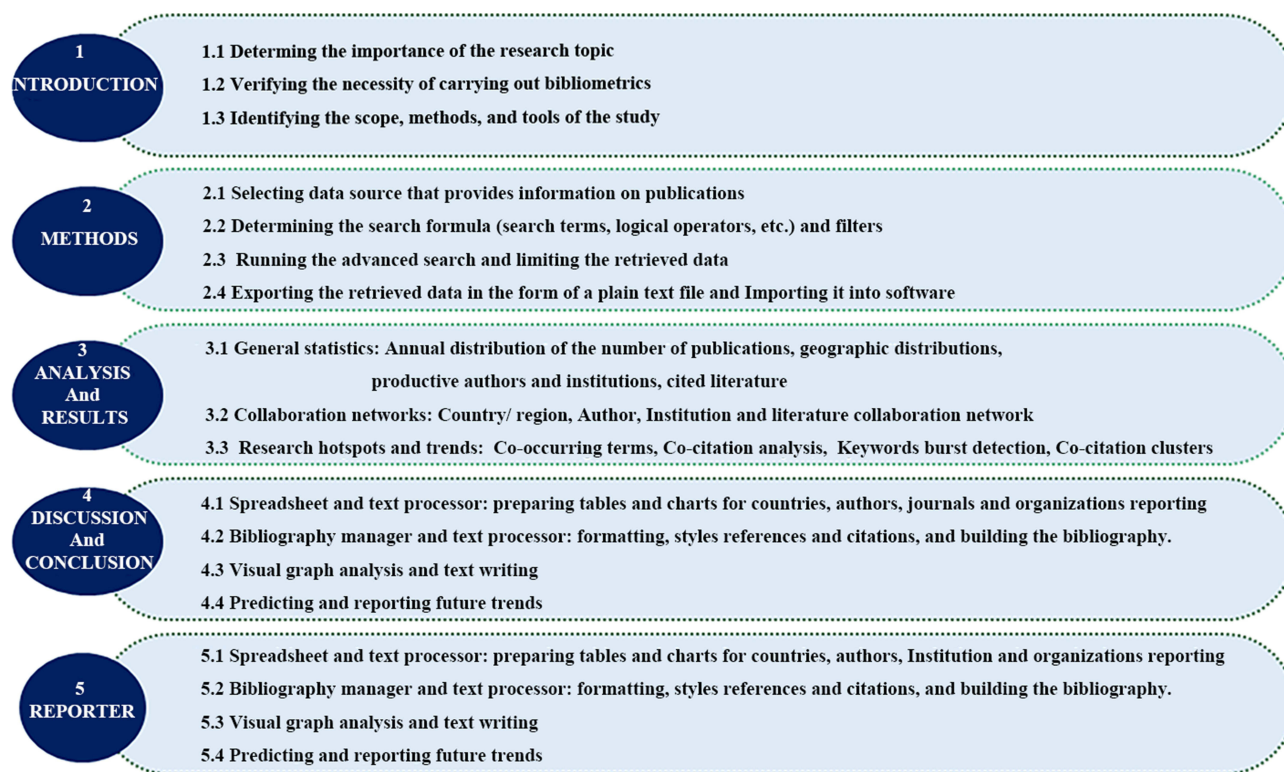 1
NTRODUCTION
1.1 Determing the importance of the research topic
1.2 Verifying the necessity of carrying out bibliometrics
1.3 Identifying the scope, methods, and tools of the study
2
METHODS
2.1 Selecting data source that provides information on publications
2.2 Determining the search formula (search terms, logical operators, etc.) and filters
2.3 Running the advanced search and limiting the retrieved data
2.4 Exporting the retrieved data in the form of a plain text file and Importing it into software
3
ANALYSIS
And
RESULTS
3.1 General statistics: Annual distribution of the number of publications, geographic distributions,
productive authors and institutions, cited literature
3.2 Collaboration networks: Country/ region, Author, Institution and literature collaboration network
3.3 Research hotspots and trends: Co-occurring terms, Co-citation analysis, Keywords burst detection, Co-citation clusters
4
DISCUSSION
And
CONCLUSION
4.1 Spreadsheet and text processor: preparing tables and charts for countries, authors, journals and organizations reporting
4.2 Bibliography manager and text processor: formatting, styles references and citations, and building the bibliography.
4.3 Visual graph analysis and text writing
4.4 Predicting and reporting future trends
5
REPORTER
5.1 Spreadsheet and text processor: preparing tables and charts for countries, authors, Institution and organizations reporting
5.2 Bibliography manager and text processor: formatting, styles references and citations, and building the bibliography.
5.3 Visual graph analysis and text writing
5.4 Predicting and reporting future trends